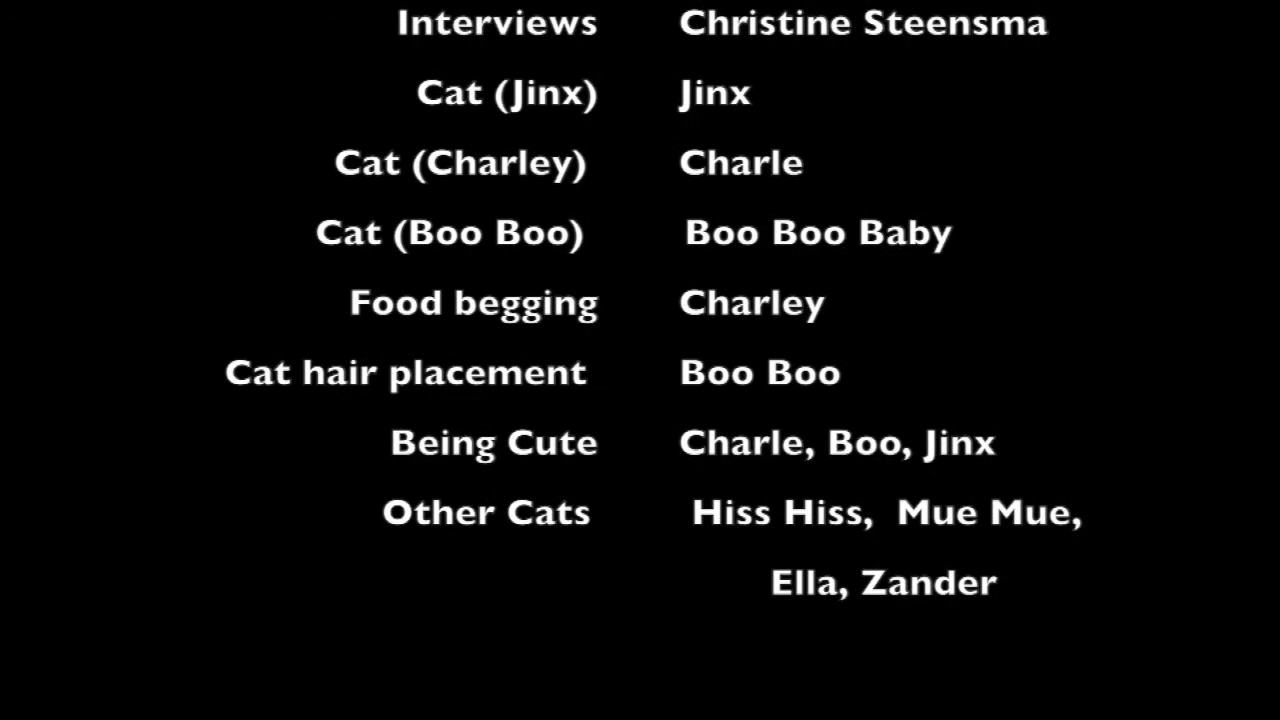 Interviews Christine Steensma
Cat (Jinx) Jinx
Cat (Charley) Charle
Cat (Boo Boo) Boo Boo Baby
Food begging Charley
Cat hair placement Boo Boo
Being Cute Charle, Boo, Jinx
Other Cats Hiss Hiss, Mue Mue,
Ella, Zander